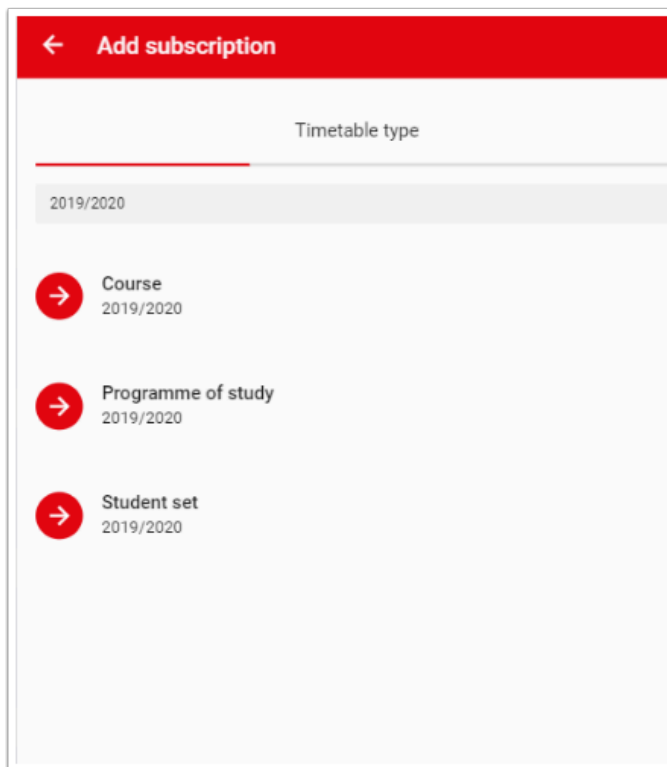 Add subscription
Timetable type
2019/2020
Course
2019/2020
Programme of study
2019/2020
Student set
2019/2020